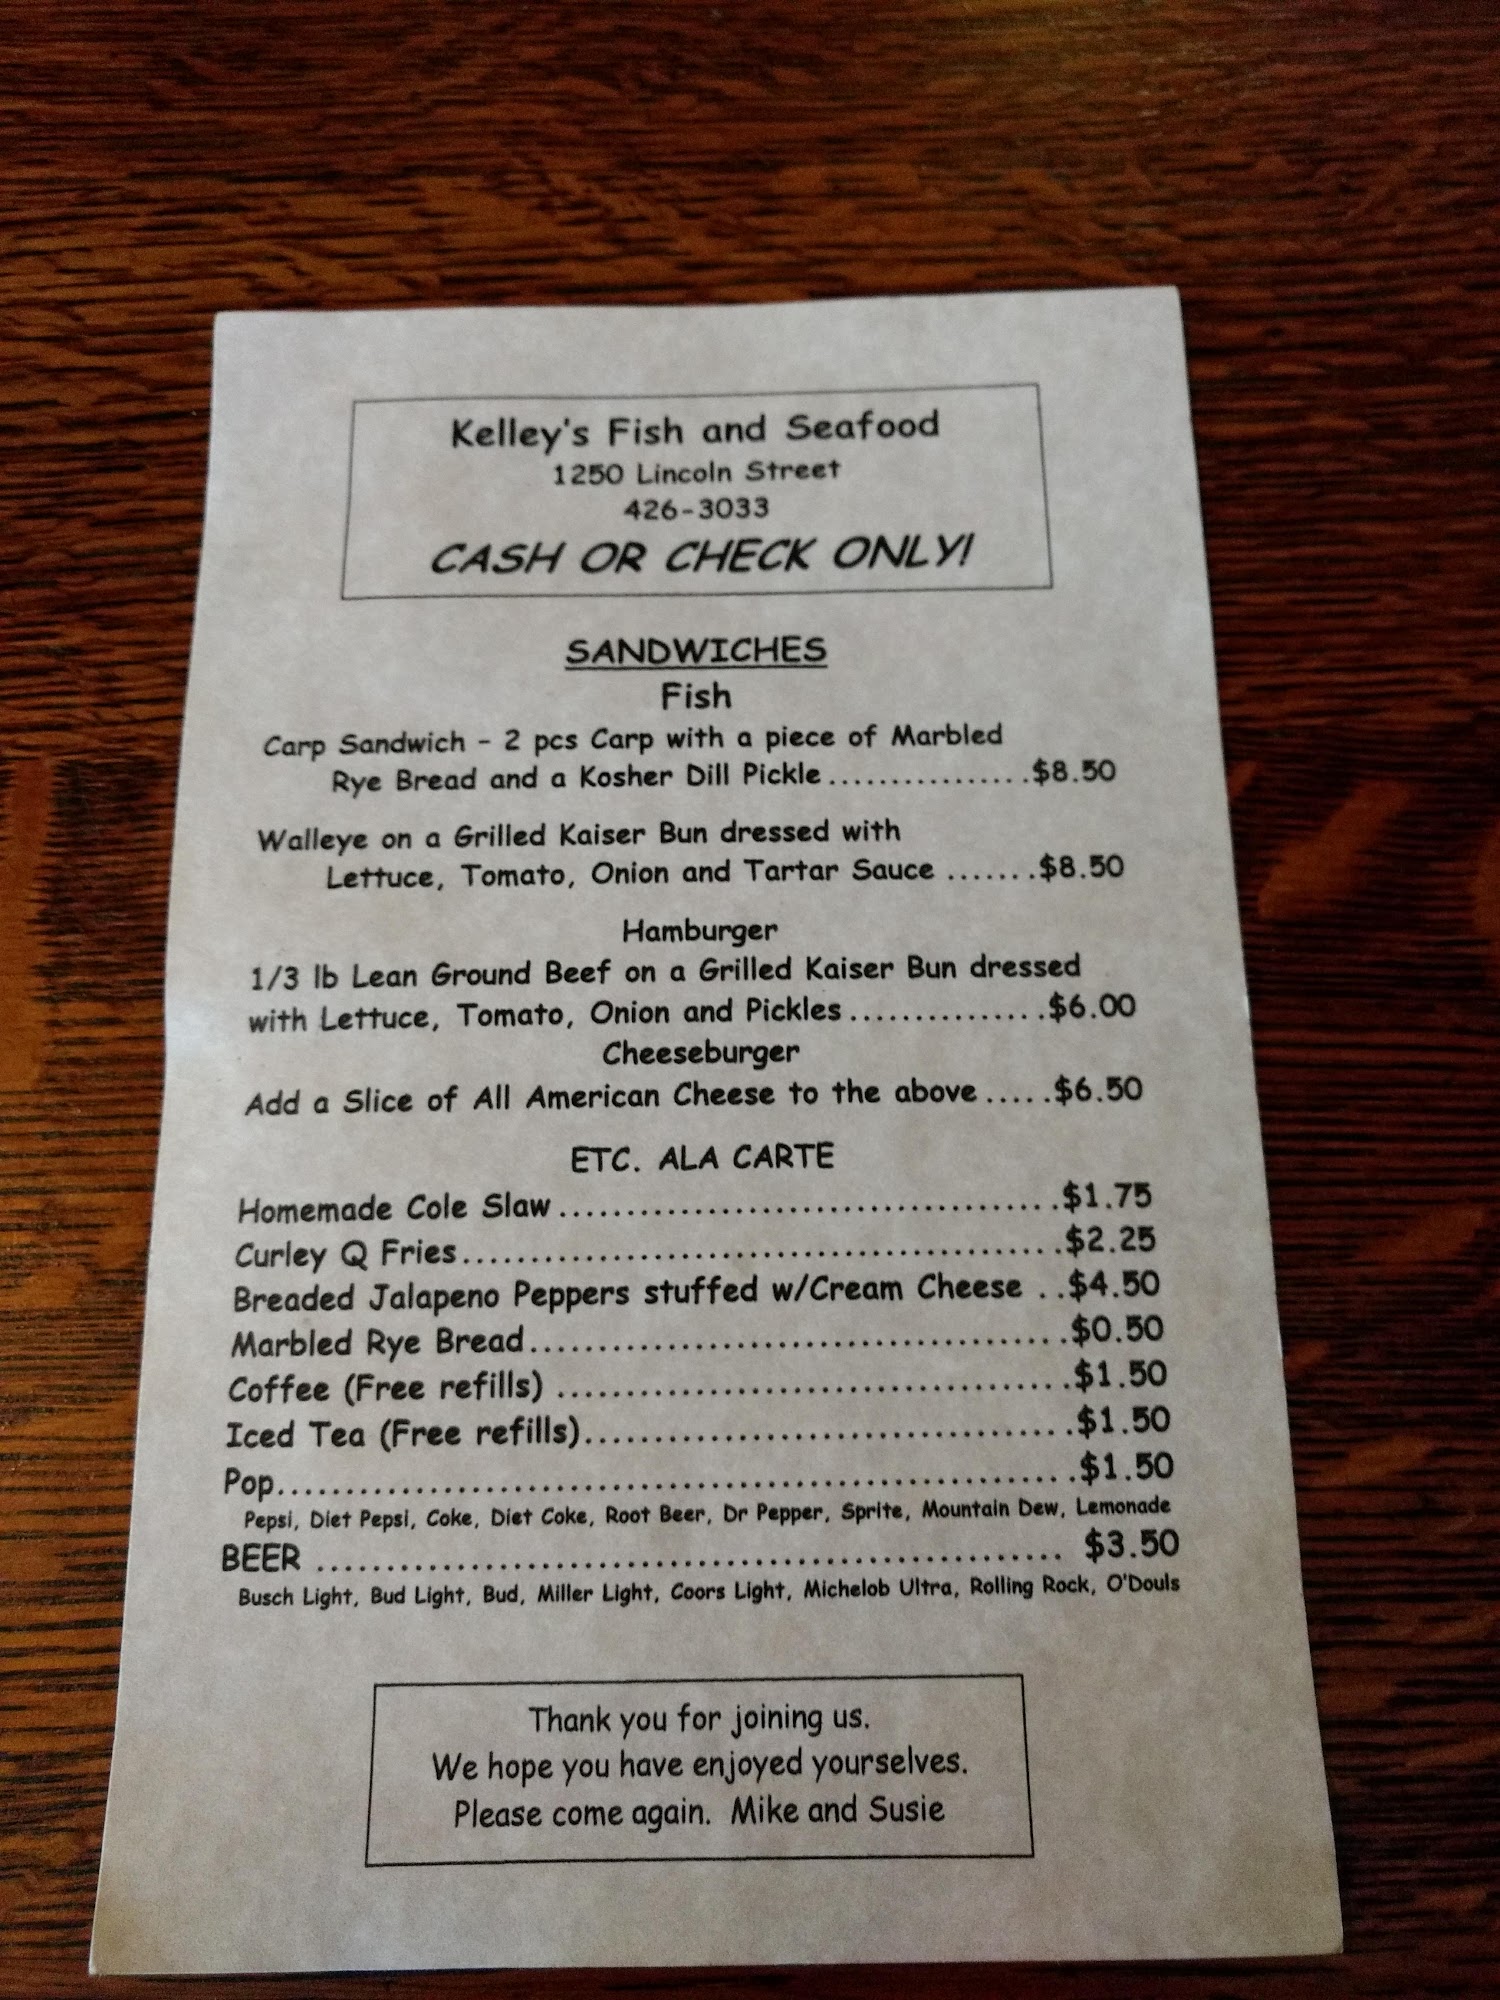 Kelley's Fish and Seafood
1250 Lincoln Street
426-3033
CASH OR CHECK ONLY!
SANDWICHES
Fish
Carp Sandwich - 2 pcs Carp with a piece of Marbled
Rye Bread and a Kosher Dill Pickle................$8.50
Walleye on a Grilled Kaiser Bun dressed with
Lettuce, Tomato, Onion and Tartar Sauce .......$8.50
Hamburger
1/3 lb Lean Ground Beef on a Grilled Kaiser Bun dressed
with Lettuce, Tomato, Onion and Pickles...............$6.00
Cheeseburger
Add a Slice of All American Cheese to the above.....$6.50
ETC. ALA CARTE
Homemade Cole Slaw.....................................$1.75
Curley Q Fries............................................$2.25
Breaded Jalapeno Peppers stuffed w/Cream Cheese ..$4.50
Marbled Rye Bread........................................$0.50
Coffee (Free refills) ......................................$1.50
Iced Tea (Free refills)....................................$1.50
Pop..........................................................$1.50
Pepsi, Diet Pepsi, Coke, Diet Coke, Root Beer, Dr Pepper, Sprite, Mountain Dew, Lemonade
BEER ...................................................... $3.50
Busch Light, Bud Light, Bud, Miller Light, Coors Light, Michelob Ultra, Rolling Rock, O'Douls
Thank you for joining us.
We hope you have enjoyed yourselves.
Please come again. Mike and Susie